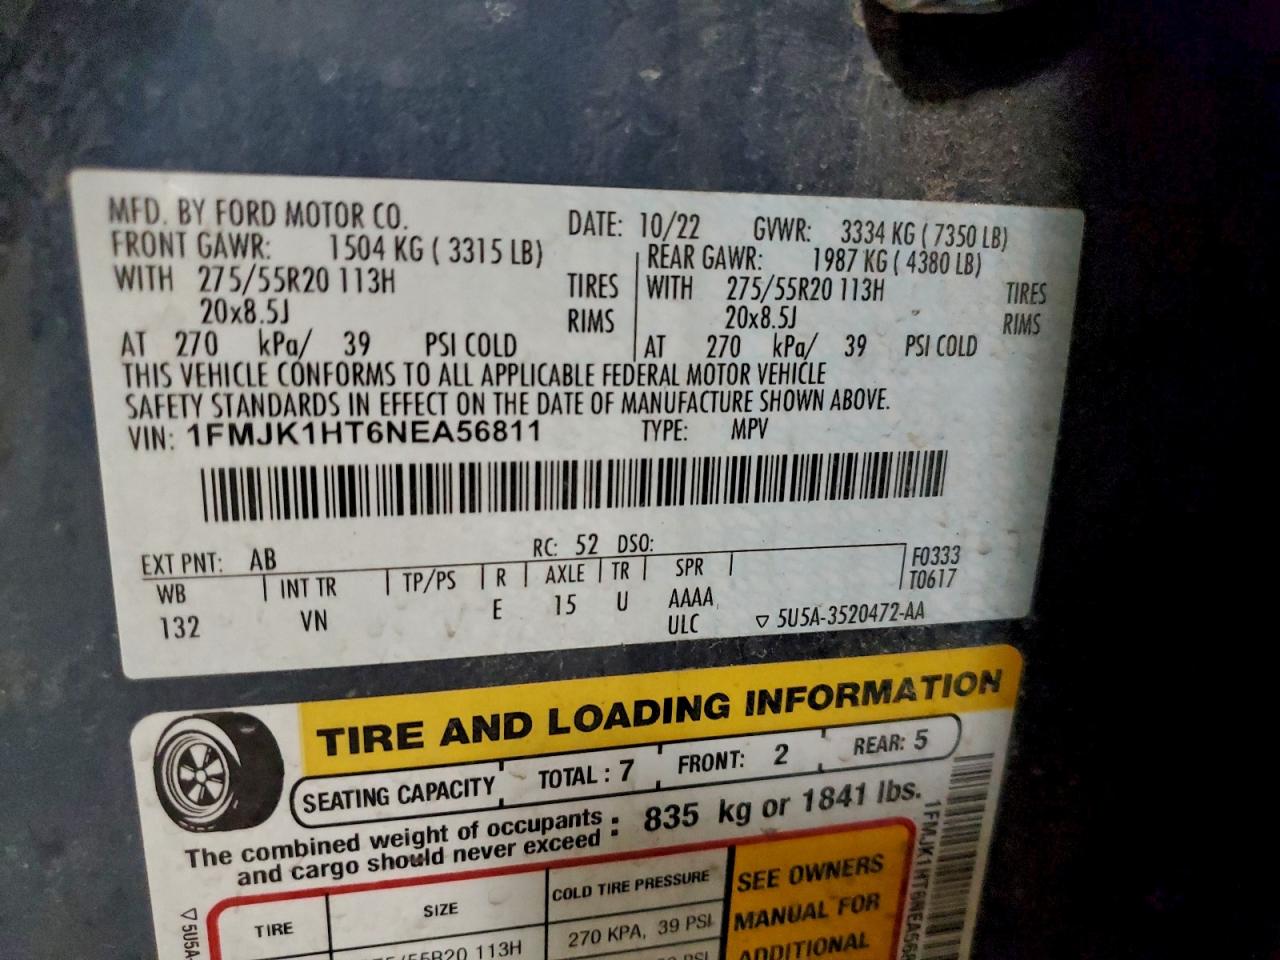 MFD. BY FORD MOTOR CO. DATE: 10/22 GVWR: 3334 KG ( 7350 LB)
FRONT GAWR: 1504 KG ( 3315 LB) REAR GAWR: 1987 KG ( 4380 LB)
WITH 275/55R20 113H TIRES WITH 275/55R20 113H TIRES
20x8.5J RIMS 20x8.5J RIMS
AT 270 kPa/ 39 PSI COLD AT 270 kPa/ 39 PSI COLD
THIS VEHICLE CONFORMS TO ALL APPLICABLE FEDERAL MOTOR VEHICLE
SAFETY STANDARDS IN EFFECT ON THE DATE OF MANUFACTURE SHOWN ABOVE.
VIN: 1FMJK1HT6NEA56811 TYPE: MPV
EXT PNT: AB RC: 52 DSO:
WB INT TR TP/PS R AXLE TR SPR F0333
132 VN E 15 U AAAA T0617
ULC ▽ 5U5A-3520472-AA
TIRE AND LOADING INFORMATION
SEATING CAPACITY TOTAL : 7 FRONT: 2 REAR: 5
The combined weight of occupants and cargo should never exceed : 835 kg or 1841 lbs.
TIRE SIZE COLD TIRE PRESSURE SEE OWNERS
MANUAL FOR
ADDITIONAL
/55R20 113H 270 KPA, 39 PSI
PSI
▽ 5U5A-
1FMJK1HT6NEA568